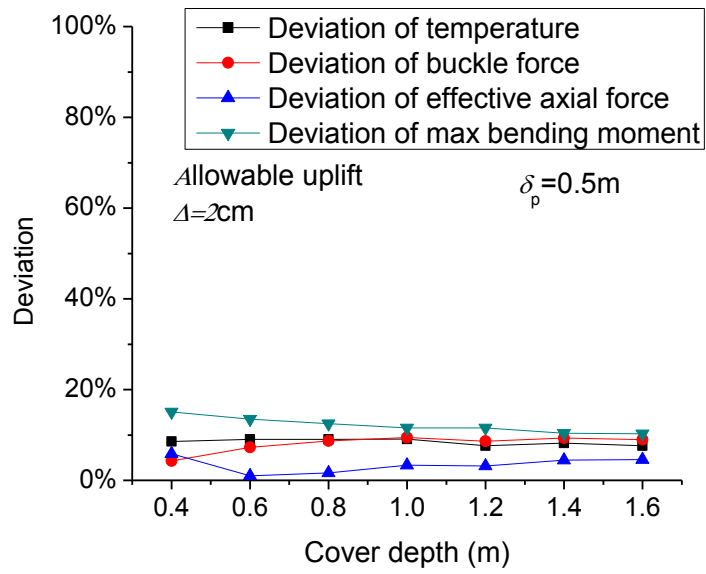 100%
80%
60%
40%
20%
0%
Deviation
Deviation of temperature
Deviation of buckle force
Deviation of effective axial force
Deviation of max bending moment
Allowable uplift
Δ=2cm
δp=0.5m
0.4 0.6 0.8 1.0 1.2 1.4 1.6
Cover depth (m)